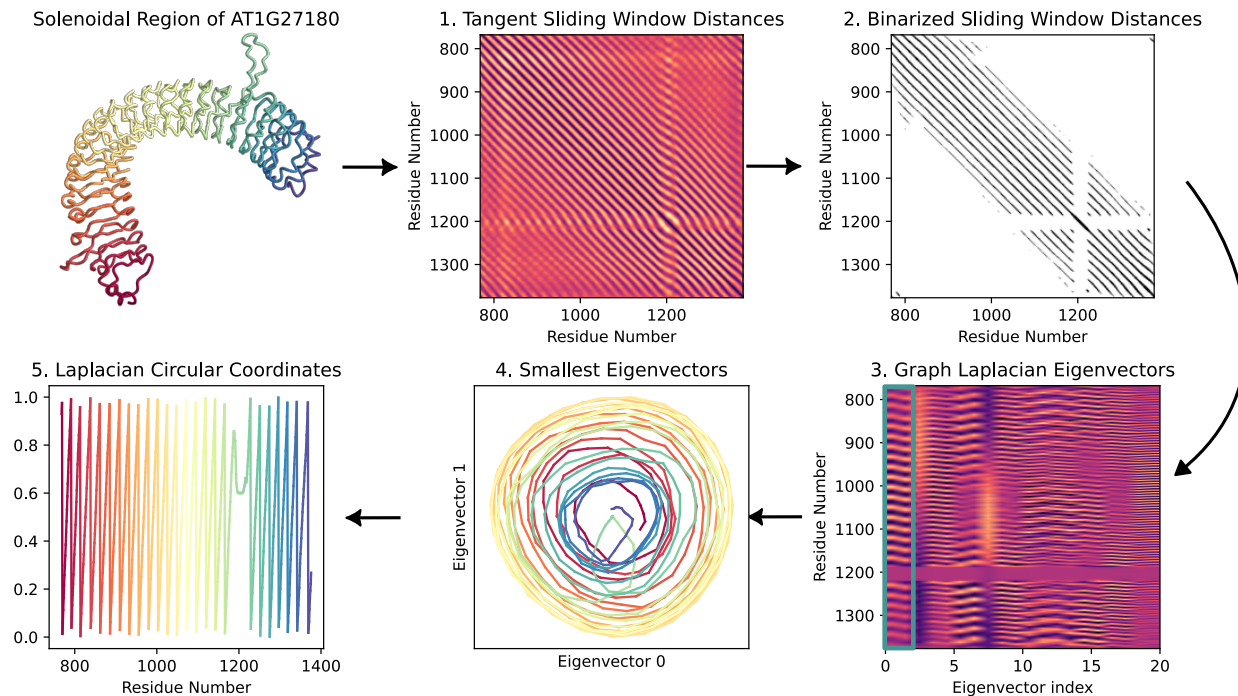 Solenoidal Region of AT1G27180
1. Tangent Sliding Window Distances
800
900
1000
1100
1200
1300
Residue Number
800
1000
1200
Residue Number
2. Binarized Sliding Window Distances
800
900
1000
1100
1200
1300
Residue Number
800
1000
1200
Residue Number
5. Laplacian Circular Coordinates
1.0
0.8
0.6
0.4
0.2
0.0
800
1000
1200
1400
Residue Number
4. Smallest Eigenvectors
Eigenvector 1
Eigenvector 0
3. Graph Laplacian Eigenvectors
800
900
1000
1100
1200
1300
Residue Number
0
5
10
15
20
Eigenvector index